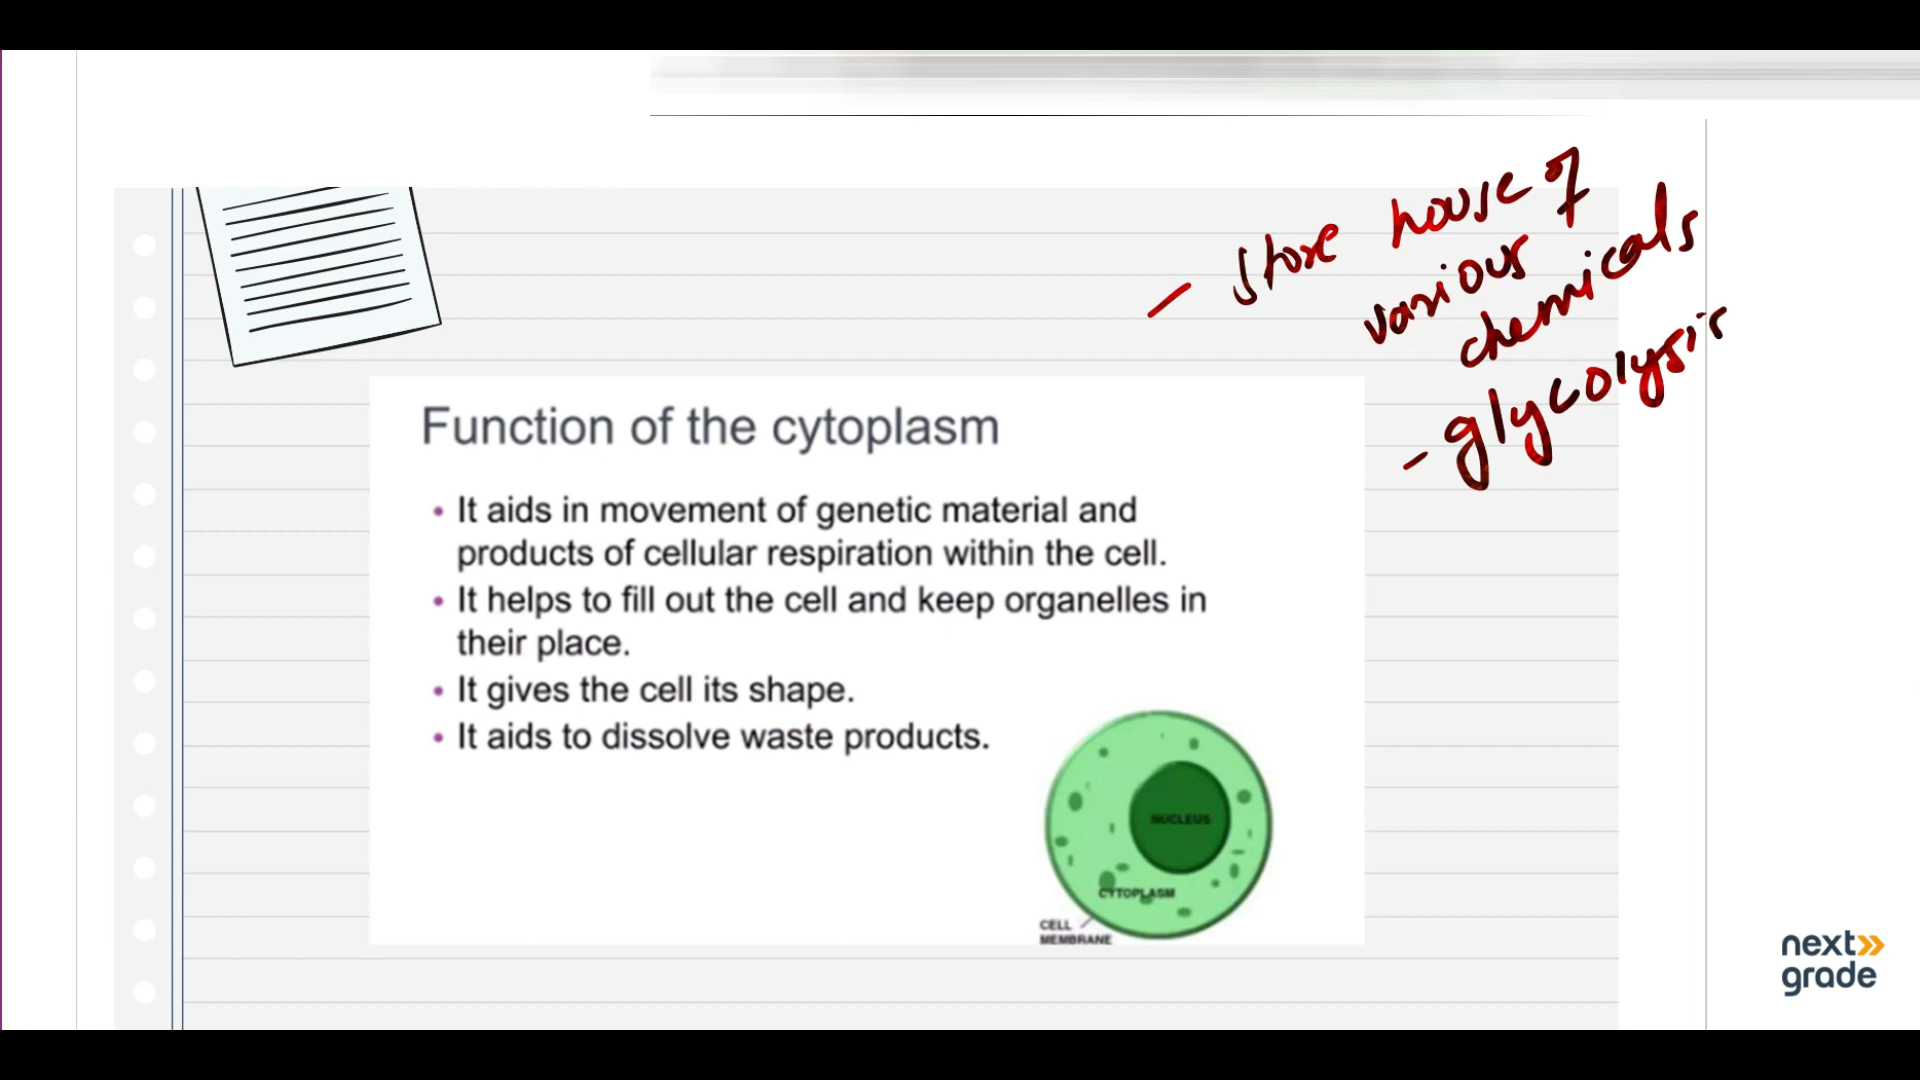 - Store house of
various
chemicals
- glycolysis
Function of the cytoplasm
• It aids in movement of genetic material and
products of cellular respiration within the cell.
• It helps to fill out the cell and keep organelles in
their place.
• It gives the cell its shape.
• It aids to dissolve waste products.
NUCLEUS
CYTOPLASM
CELL
MEMBRANE
next
grade